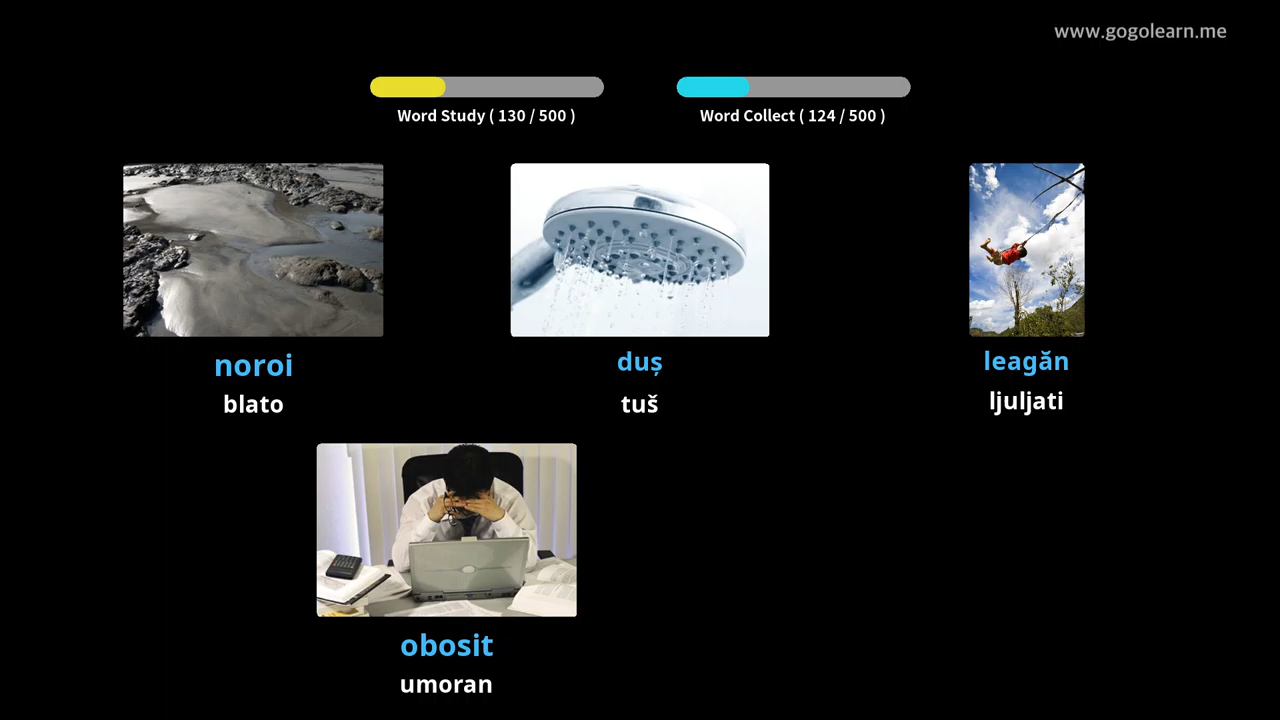 www.gogolearn.me
Word Study ( 130 / 500 )
Word Collect ( 124 / 500 )
noroi
blato
duș
tuš
leagăn
ljuljati
obosit
umoran